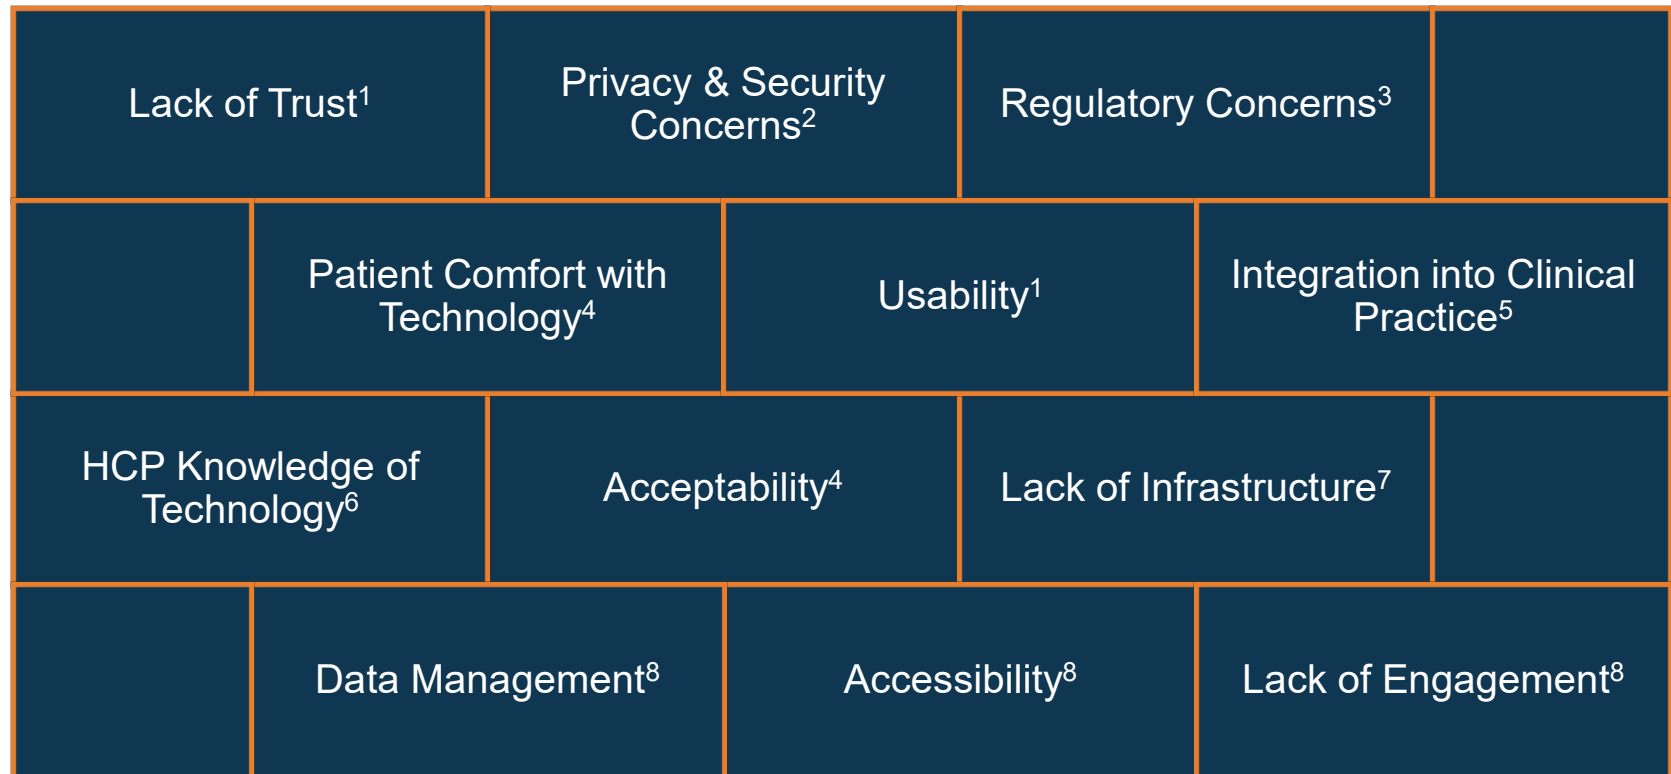 Lack of Trust¹
Privacy & Security
Concerns²
Regulatory Concerns³
Patient Comfort with
Technology⁴
Usability¹
Integration into Clinical
Practice⁵
HCP Knowledge of
Technology⁶
Acceptability⁴
Lack of Infrastructure⁷
Data Management⁸
Accessibility⁸
Lack of Engagement⁸